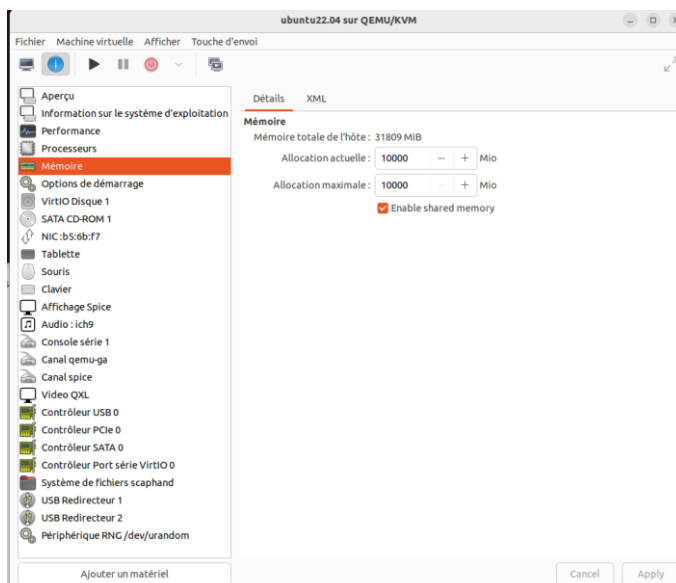 ubuntu22.04 sur QEMU/KVM
Fichier Machine virtuelle Afficher Touche d'envoi
Aperçu
Information sur le système d'exploitation
Performance
Processeurs
Mémoire
Options de démarrage
VirtIO Disque 1
SATA CD-ROM 1
NIC :b5:6b:f7
Tablette
Souris
Clavier
Affichage Spice
Audio : ich9
Console série 1
Canal qemu-ga
Canal spice
Video QXL
Contrôleur USB 0
Contrôleur PCIe 0
Contrôleur SATA 0
Contrôleur Port série VirtIO 0
Système de fichiers scaphand
USB Redirecteur 1
USB Redirecteur 2
Périphérique RNG /dev/urandom
Ajouter un matériel
Détails XML
Mémoire
Mémoire totale de l'hôte : 31809 MiB
Allocation actuelle : 10000 − + Mio
Allocation maximale : 10000 − + Mio
Enable shared memory
Cancel Apply